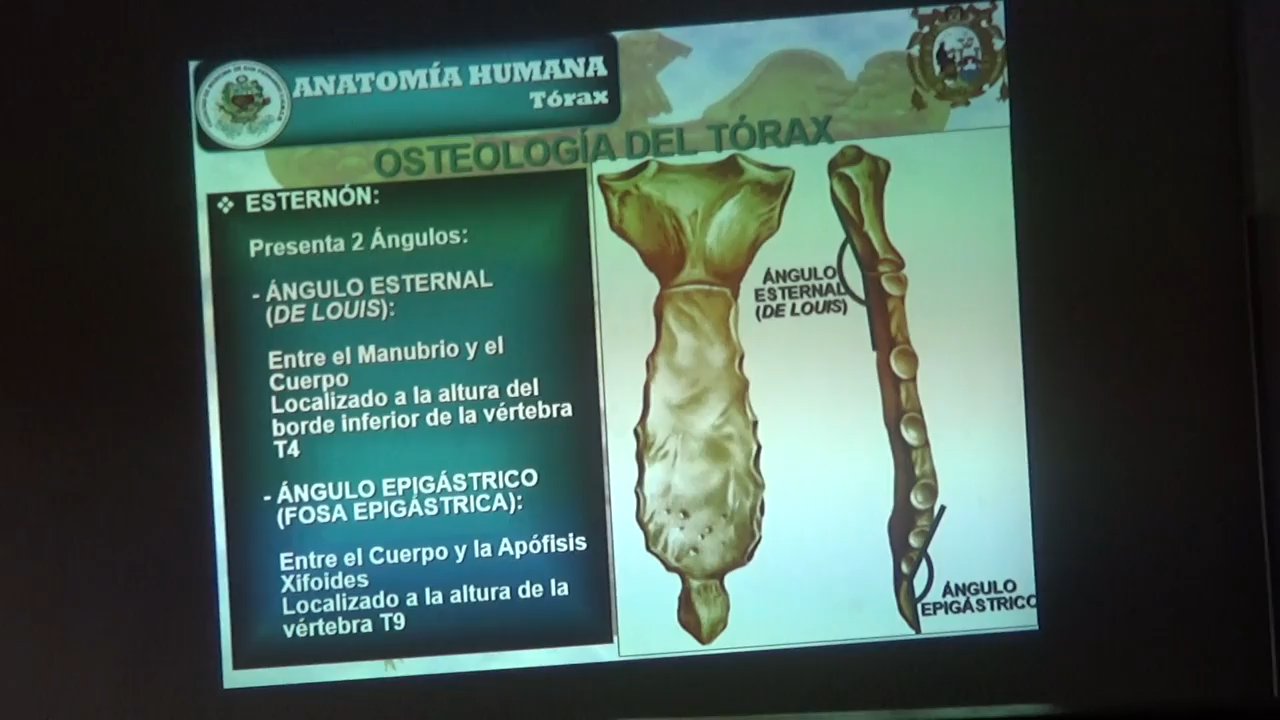 ANATOMÍA HUMANA
Tórax
OSTEOLOGÍA DEL TÓRAX
❖ ESTERNÓN:
Presenta 2 Ángulos:
- ÁNGULO ESTERNAL
(DE LOUIS):
Entre el Manubrio y el
Cuerpo
Localizado a la altura del
borde inferior de la vértebra
T4
- ÁNGULO EPIGÁSTRICO
(FOSA EPIGÁSTRICA):
Entre el Cuerpo y la Apófisis
Xifoides
Localizado a la altura de la
vértebra T9
ÁNGULO
ESTERNAL
(DE LOUIS)
ÁNGULO
EPIGÁSTRICO